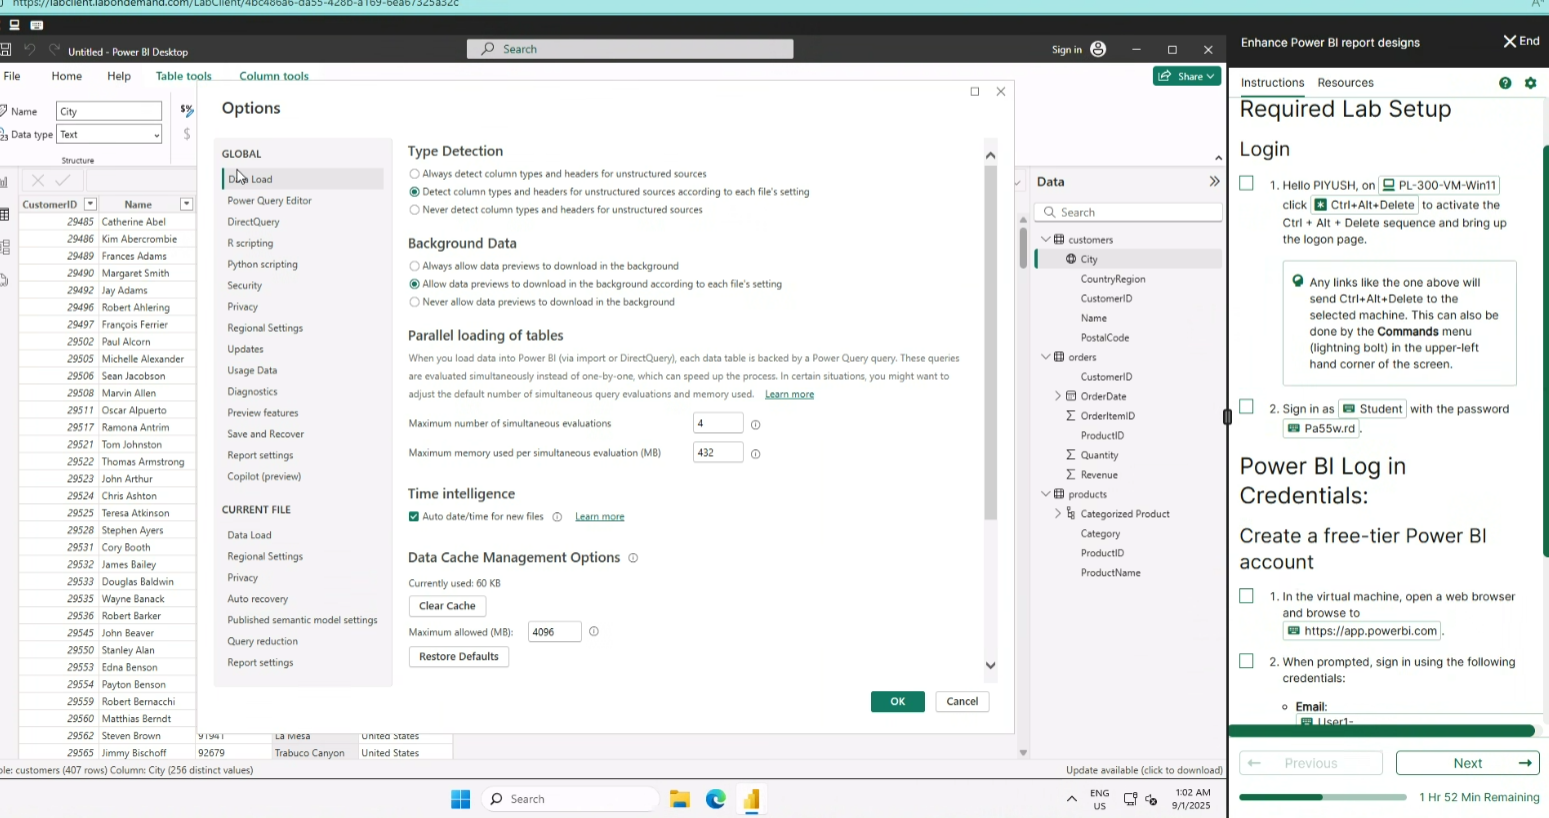 https://labclient.labondemand.com/LabClient/4bc486a6-da55-428b-a169-6ea67325a32c
Untitled - Power BI Desktop
Search
Sign in
File
Home
Help
Table tools
Column tools
Share
Name
City
Data type
Text
Structure
Options
GLOBAL
Data Load
Power Query Editor
DirectQuery
R scripting
Python scripting
Security
Privacy
Regional Settings
Updates
Usage Data
Diagnostics
Preview features
Save and Recover
Report settings
Copilot (preview)
CURRENT FILE
Data Load
Regional Settings
Privacy
Auto recovery
Published semantic model settings
Query reduction
Report settings
Type Detection
Always detect column types and headers for unstructured sources
Detect column types and headers for unstructured sources according to each file's setting
Never detect column types and headers for unstructured sources
Background Data
Always allow data previews to download in the background
Allow data previews to download in the background according to each file's setting
Never allow data previews to download in the background
Parallel loading of tables
When you load data into Power BI (via import or DirectQuery), each data table is backed by a Power Query query. These queries
are evaluated simultaneously instead of one-by-one, which can speed up the process. In certain situations, you might want to
adjust the default number of simultaneous query evaluations and memory used. Learn more
Maximum number of simultaneous evaluations 4
Maximum memory used per simultaneous evaluation (MB) 432
Time intelligence
Auto date/time for new files Learn more
Data Cache Management Options
Currently used: 60 KB
Clear Cache
Maximum allowed (MB): 4096
Restore Defaults
OK
Cancel
CustomerID Name
29485 Catherine Abel
29486 Kim Abercrombie
29489 Frances Adams
29490 Margaret Smith
29492 Jay Adams
29496 Robert Ahlering
29497 François Ferrier
29502 Paul Alcorn
29505 Michelle Alexander
29506 Sean Jacobson
29508 Marvin Allen
29511 Oscar Alpuerto
29517 Ramona Antrim
29521 Tom Johnston
29522 Thomas Armstrong
29523 John Arthur
29524 Chris Ashton
29525 Teresa Atkinson
29528 Stephen Ayers
29531 Cory Booth
29532 James Bailey
29533 Douglas Baldwin
29535 Wayne Banack
29536 Robert Barker
29545 John Beaver
29550 Stanley Alan
29553 Edna Benson
29554 Payton Benson
29559 Robert Bernacchi
29560 Matthias Berndt
29562 Steven Brown 91941 La Mesa United States
29565 Jimmy Bischoff 92679 Trabuco Canyon United States
ble: customers (407 rows) Column: City (256 distinct values)
Update available (click to download)
Data
Search
customers
City
CountryRegion
CustomerID
Name
PostalCode
orders
CustomerID
OrderDate
OrderItemID
ProductID
Quantity
Revenue
products
Categorized Product
Category
ProductID
ProductName
Search
ENG
US
1:02 AM
9/1/2025
Enhance Power BI report designs
End
Instructions
Resources
Required Lab Setup
Login
1. Hello PIYUSH, on PL-300-VM-Win11
click Ctrl+Alt+Delete to activate the
Ctrl + Alt + Delete sequence and bring up
the logon page.
Any links like the one above will
send Ctrl+Alt+Delete to the
selected machine. This can also be
done by the Commands menu
(lightning bolt) in the upper-left
hand corner of the screen.
2. Sign in as Student with the password
Pa55w.rd.
Power BI Log in
Credentials:
Create a free-tier Power BI
account
1. In the virtual machine, open a web browser
and browse to
https://app.powerbi.com.
2. When prompted, sign in using the following
credentials:
Email:
User1-
Previous
Next
1 Hr 52 Min Remaining